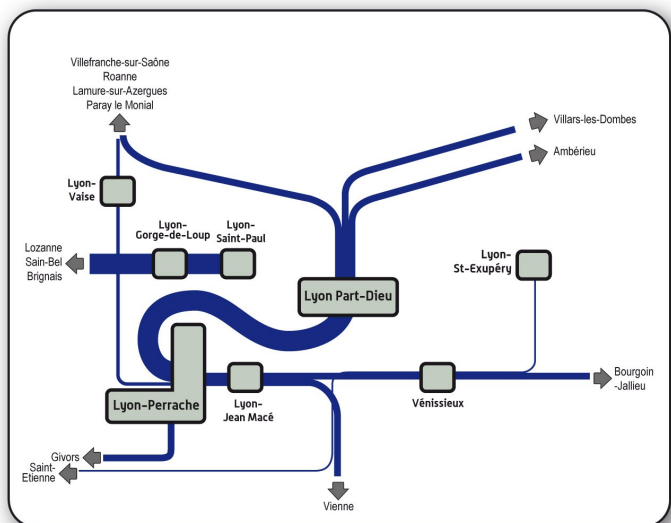 Villefranche-sur-Saône
Roanne
Lamure-sur-Azergues
Paray le Monial
Villars-les-Dombes
Ambérieu
Lyon-
Vaise
Lyon-
Gorge-de-Loup
Lyon-
Saint-Paul
Lozanne
Sain-Bel
Brignais
Lyon-
St-Exupéry
Lyon Part-Dieu
Bourgoin
-Jallieu
Lyon-Perrache
Lyon-
Jean Macé
Vénissieux
Givors
Saint-
Etienne
Vienne